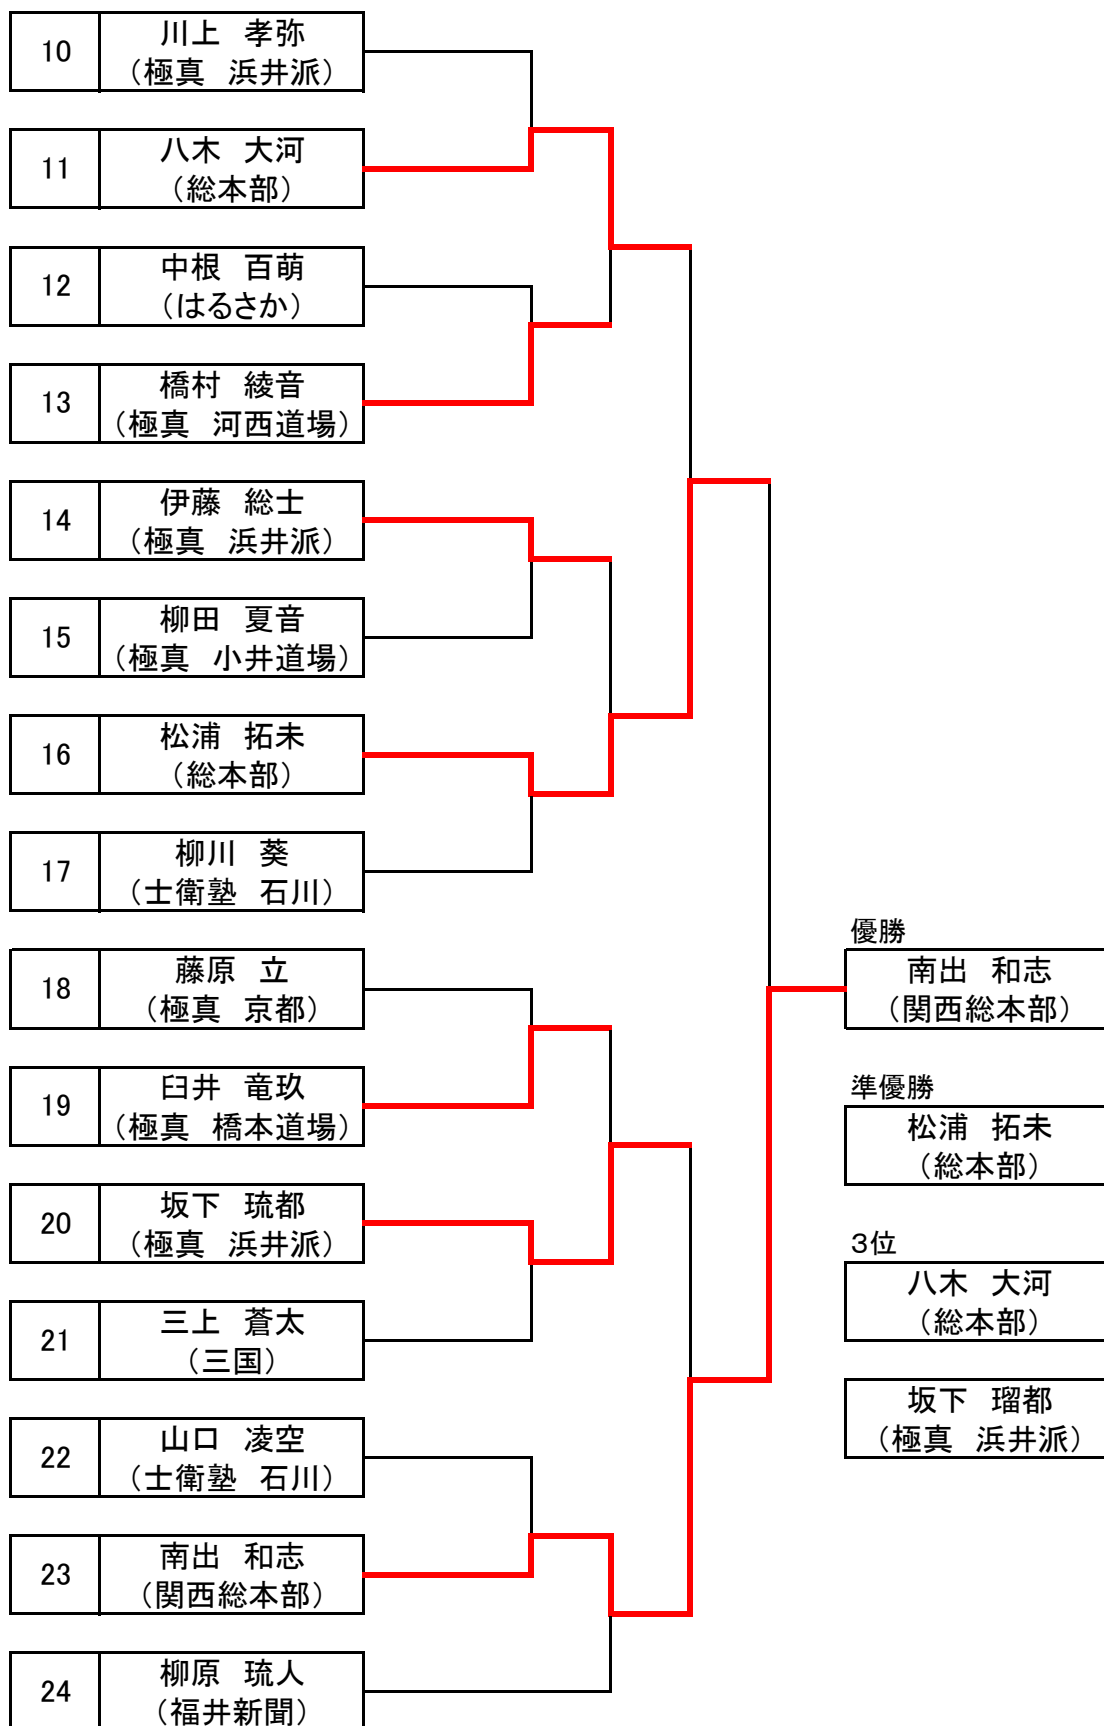 10
川上　孝弥
（極真　浜井派）
11
八木　大河
（総本部）
12
中根　百萌
（はるさか）
13
橋村　綾音
（極真　河西道場）
14
伊藤　総士
（極真　浜井派）
15
柳田　夏音
（極真　小井道場）
16
松浦　拓未
（総本部）
17
柳川　葵
（士衛塾　石川）
18
藤原　立
（極真　京都）
19
臼井　竜玖
（極真　橋本道場）
20
坂下　琉都
（極真　浜井派）
21
三上　蒼太
（三国）
22
山口　凌空
（士衛塾　石川）
23
南出　和志
（関西総本部）
24
柳原　琉人
（福井新聞）
優勝
南出　和志
（関西総本部）
準優勝
松浦　拓未
（総本部）
３位
八木　大河
（総本部）
坂下　瑠都
（極真　浜井派）